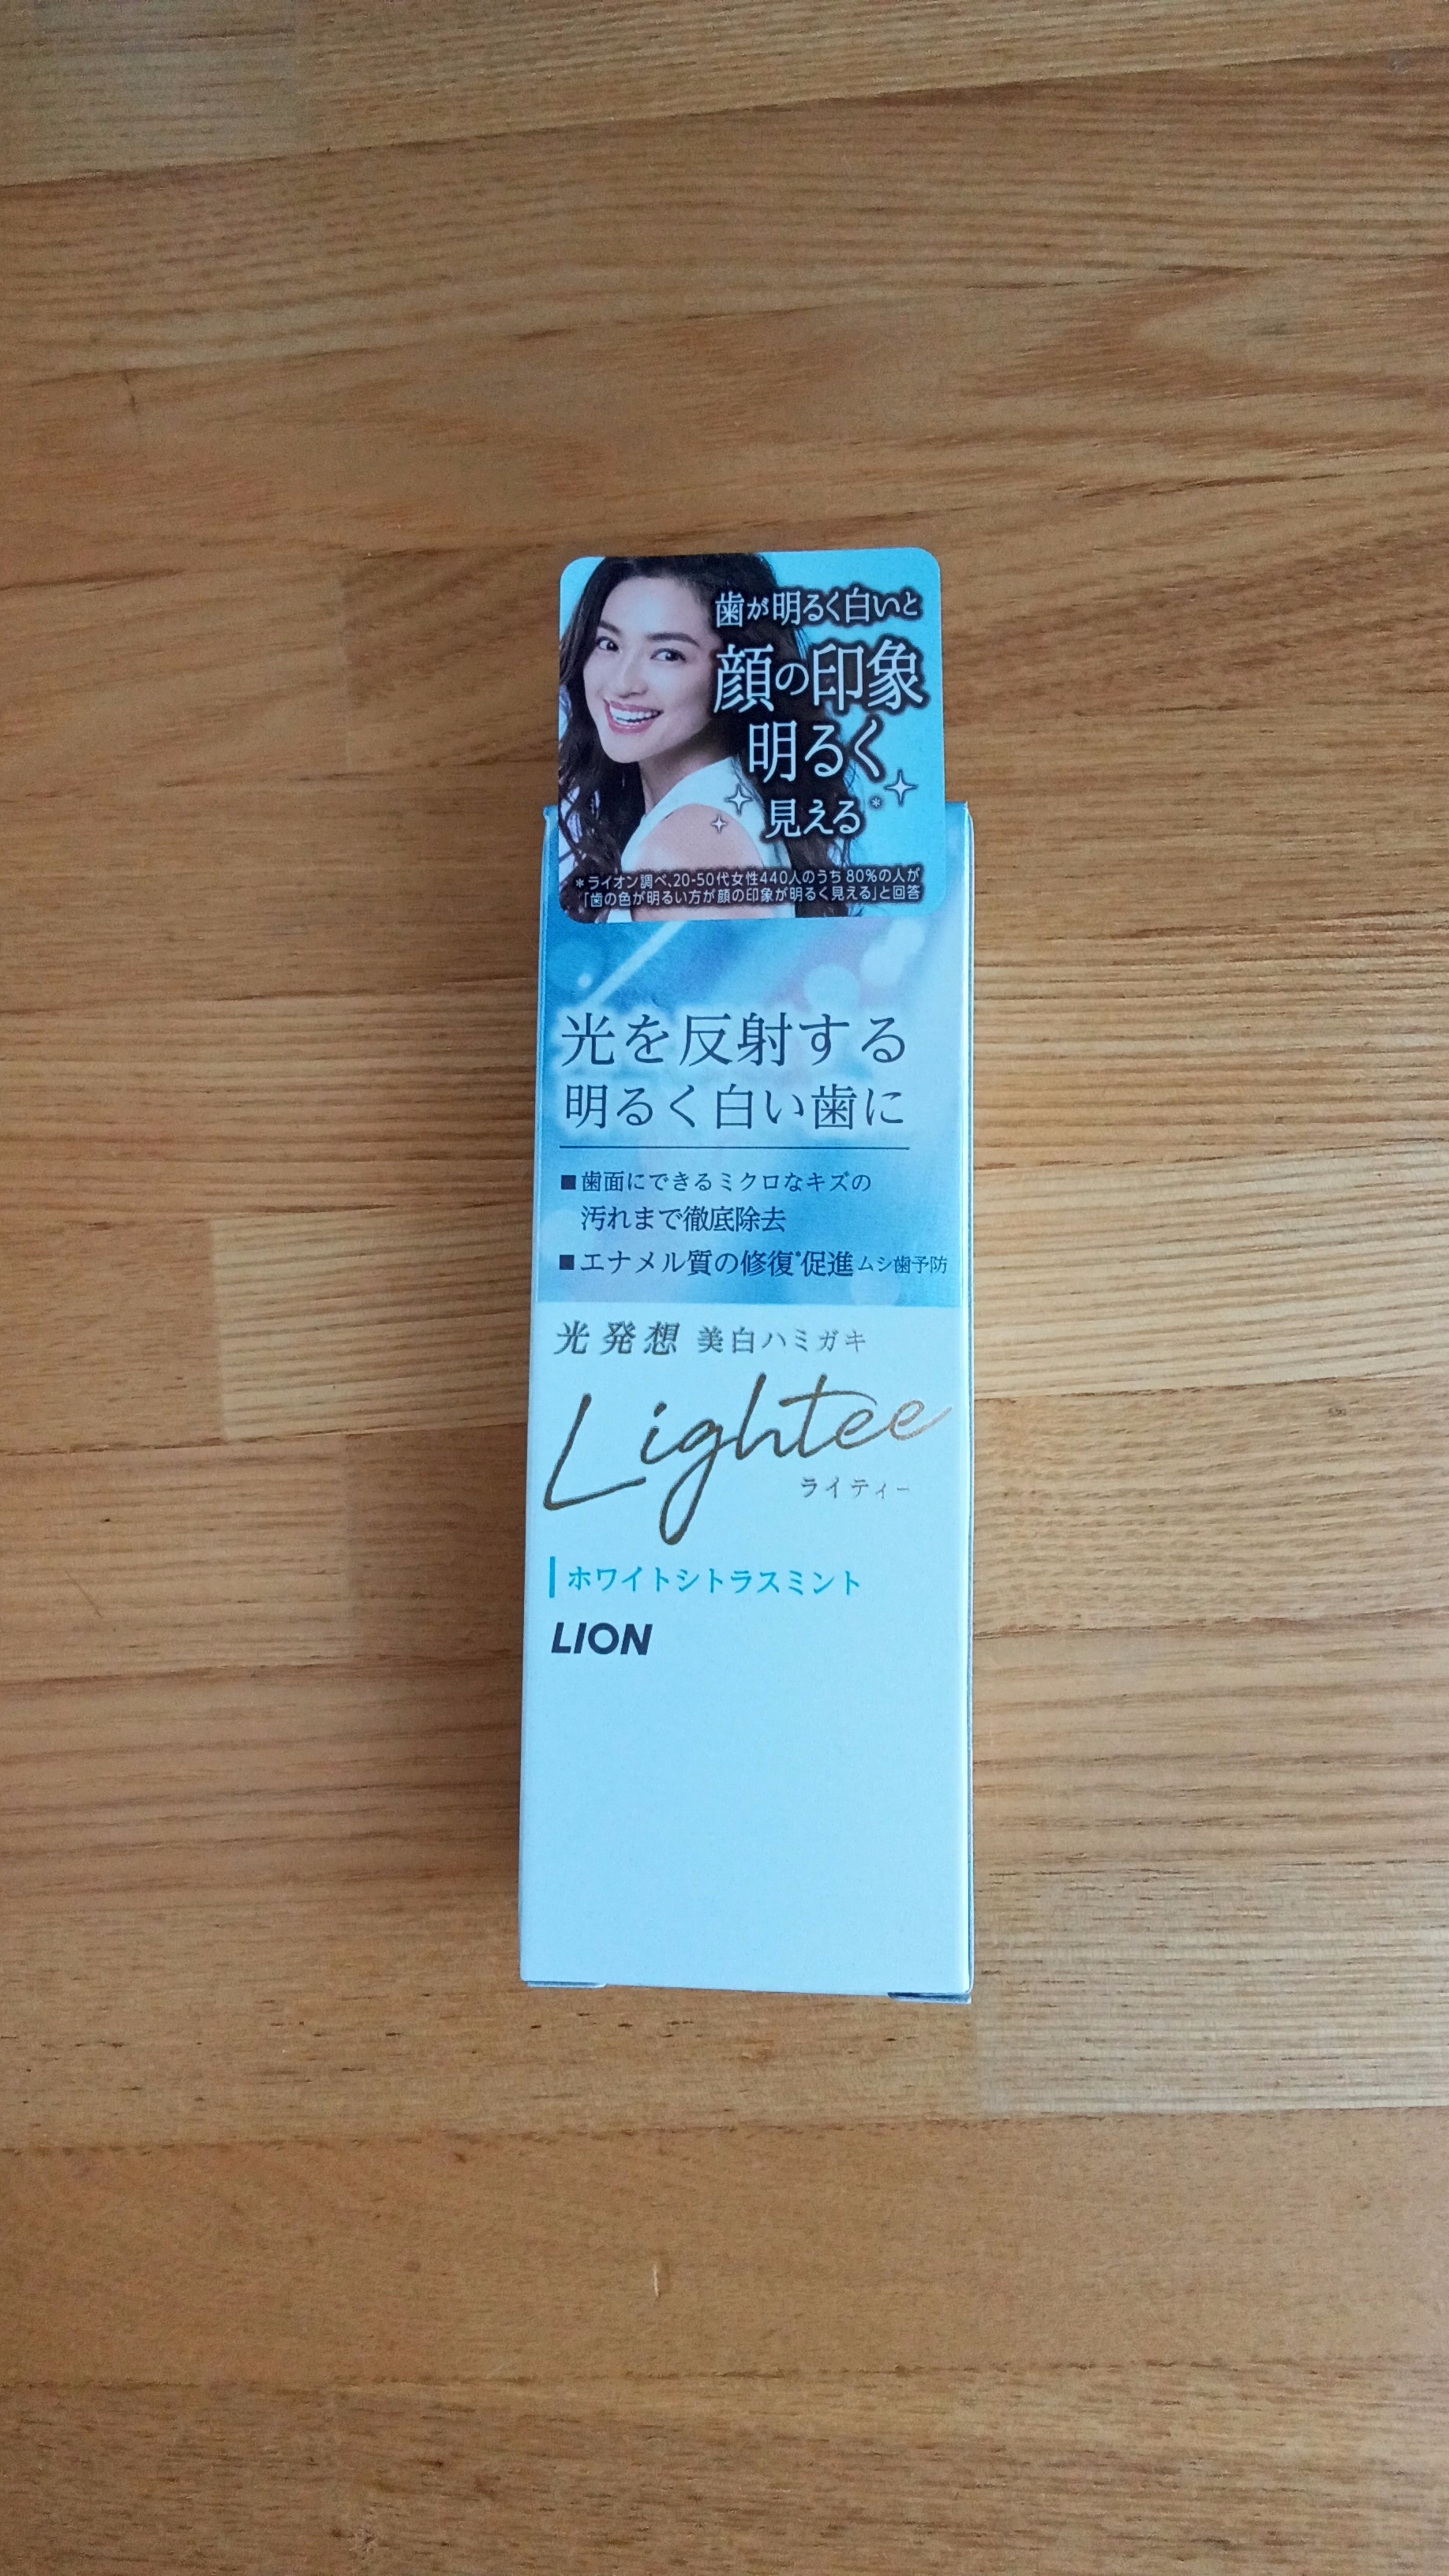 歯が明るく白いと
顔の印象
明るく
見える*
*ライオン調べ、20-50代女性440人のうち80%の人が
「歯の色が明るい方が顔の印象が明るく見える」と回答
光を反射する
明るく白い歯に
■歯面にできるミクロなキズの
汚れまで徹底除去
■エナメル質の修復*促進 ムシ歯予防
光発想 美白ハミガキ
Lightee
ライティー
ホワイトシトラスミント
LION